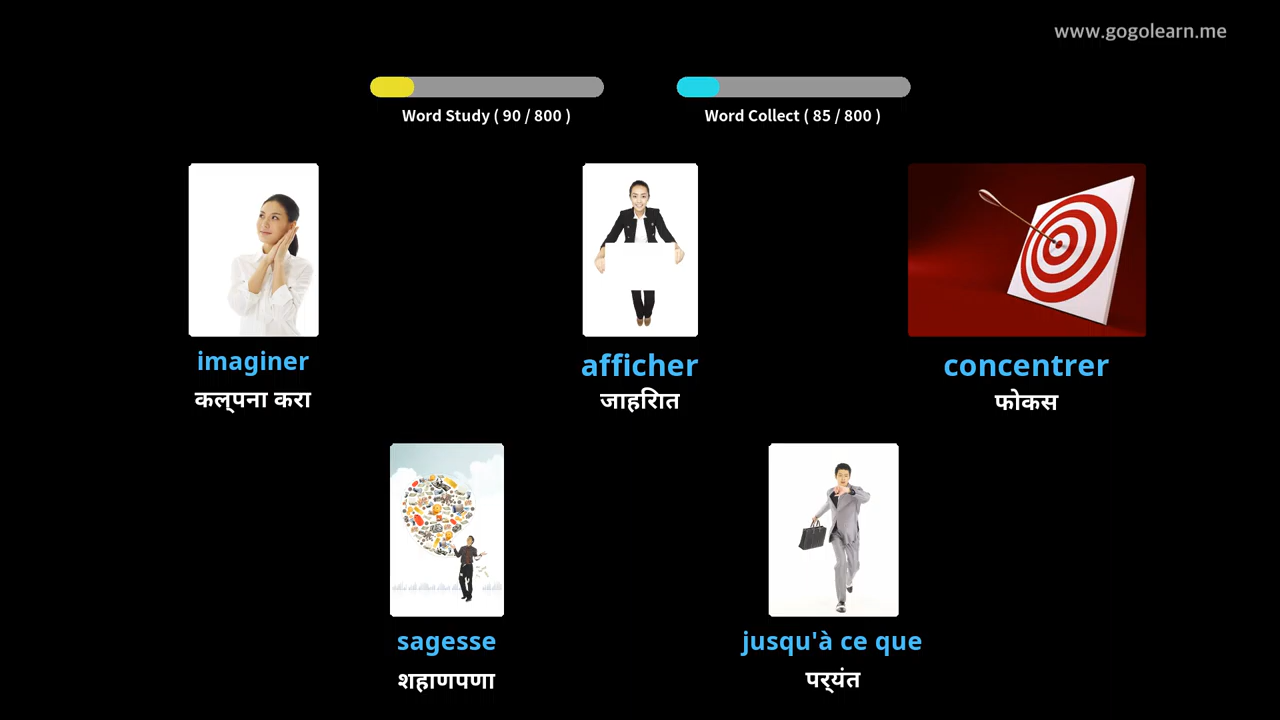 www.gogolearn.me
Word Study ( 90 / 800 )
Word Collect ( 85 / 800 )
imaginer
कल्पना करा
afficher
जाहिरात
concentrer
फोकस
sagesse
शहाणपणा
jusqu'à ce que
पर्यंत